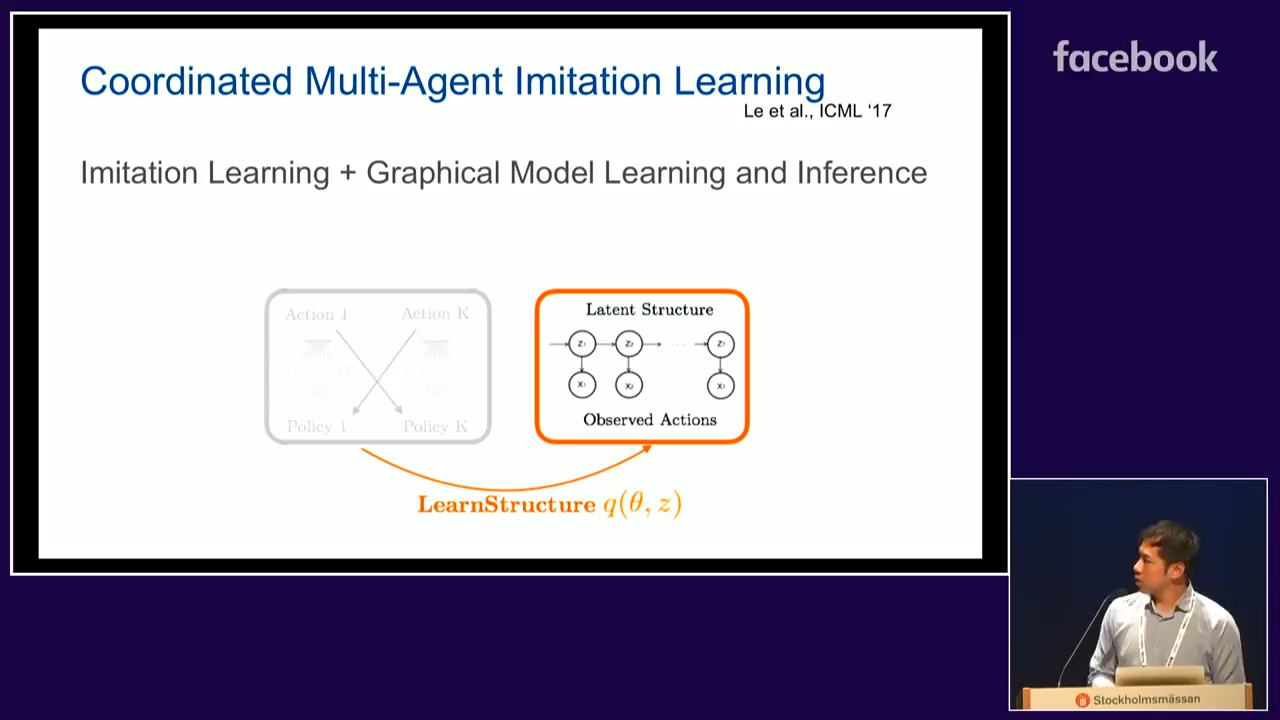 Coordinated Multi-Agent Imitation Learning
Le et al., ICML ‘17
Imitation Learning + Graphical Model Learning and Inference
Action 1
Action K
Policy 1
Policy K
Latent Structure
Observed Actions
LearnStructure q(θ, z)
facebook
Stockholmsmässan